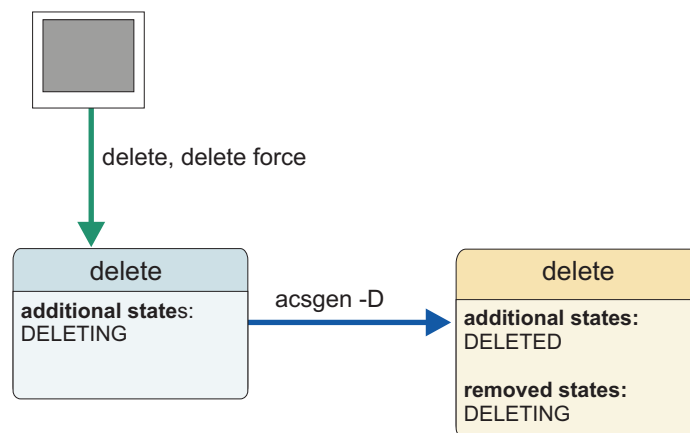 delete, delete force
delete
additional states:
DELETING
acsgen -D
delete
additional states:
DELETED
removed states:
DELETING